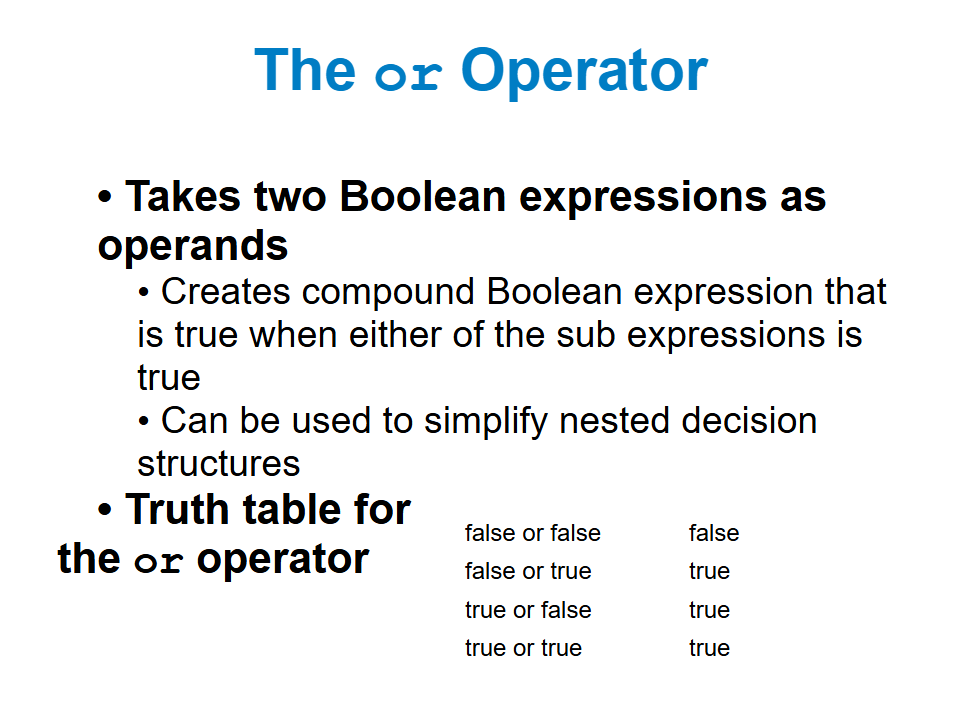 The or Operator
• Takes two Boolean expressions as
operands
• Creates compound Boolean expression that
is true when either of the sub expressions is
true
• Can be used to simplify nested decision
structures
• Truth table for
the or operator
false or false false
false or true true
true or false true
true or true true